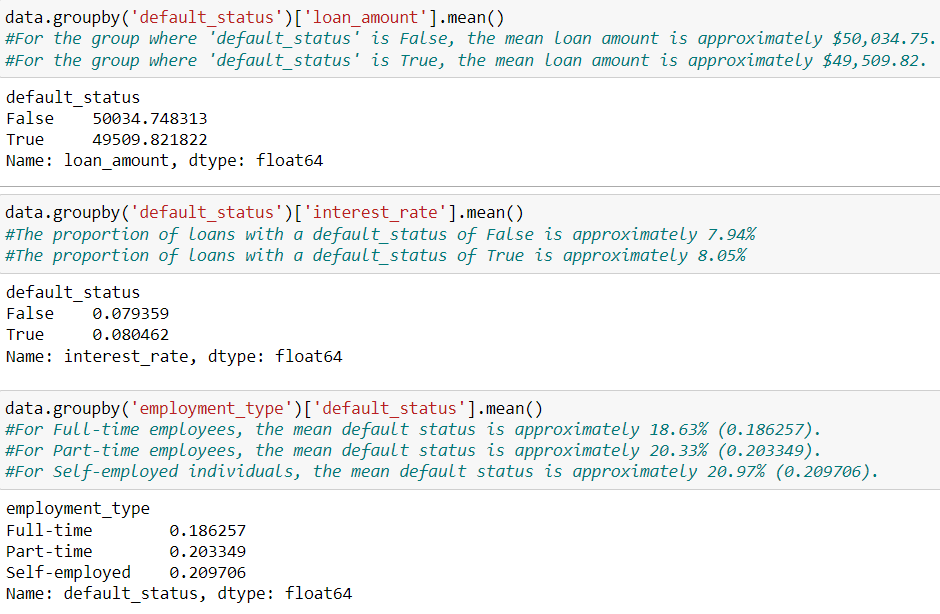 data.groupby('default_status')['loan_amount'].mean()
#For the group where 'default_status' is False, the mean loan amount is approximately $50,034.75.
#For the group where 'default_status' is True, the mean loan amount is approximately $49,509.82.
default_status
False    50034.748313
True     49509.821822
Name: loan_amount, dtype: float64
data.groupby('default_status')['interest_rate'].mean()
#The proportion of loans with a default_status of False is approximately 7.94%
#The proportion of loans with a default_status of True is approximately 8.05%
default_status
False    0.079359
True     0.080462
Name: interest_rate, dtype: float64
data.groupby('employment_type')['default_status'].mean()
#For Full-time employees, the mean default status is approximately 18.63% (0.186257).
#For Part-time employees, the mean default status is approximately 20.33% (0.203349).
#For Self-employed individuals, the mean default status is approximately 20.97% (0.209706).
employment_type
Full-time        0.186257
Part-time        0.203349
Self-employed    0.209706
Name: default_status, dtype: float64